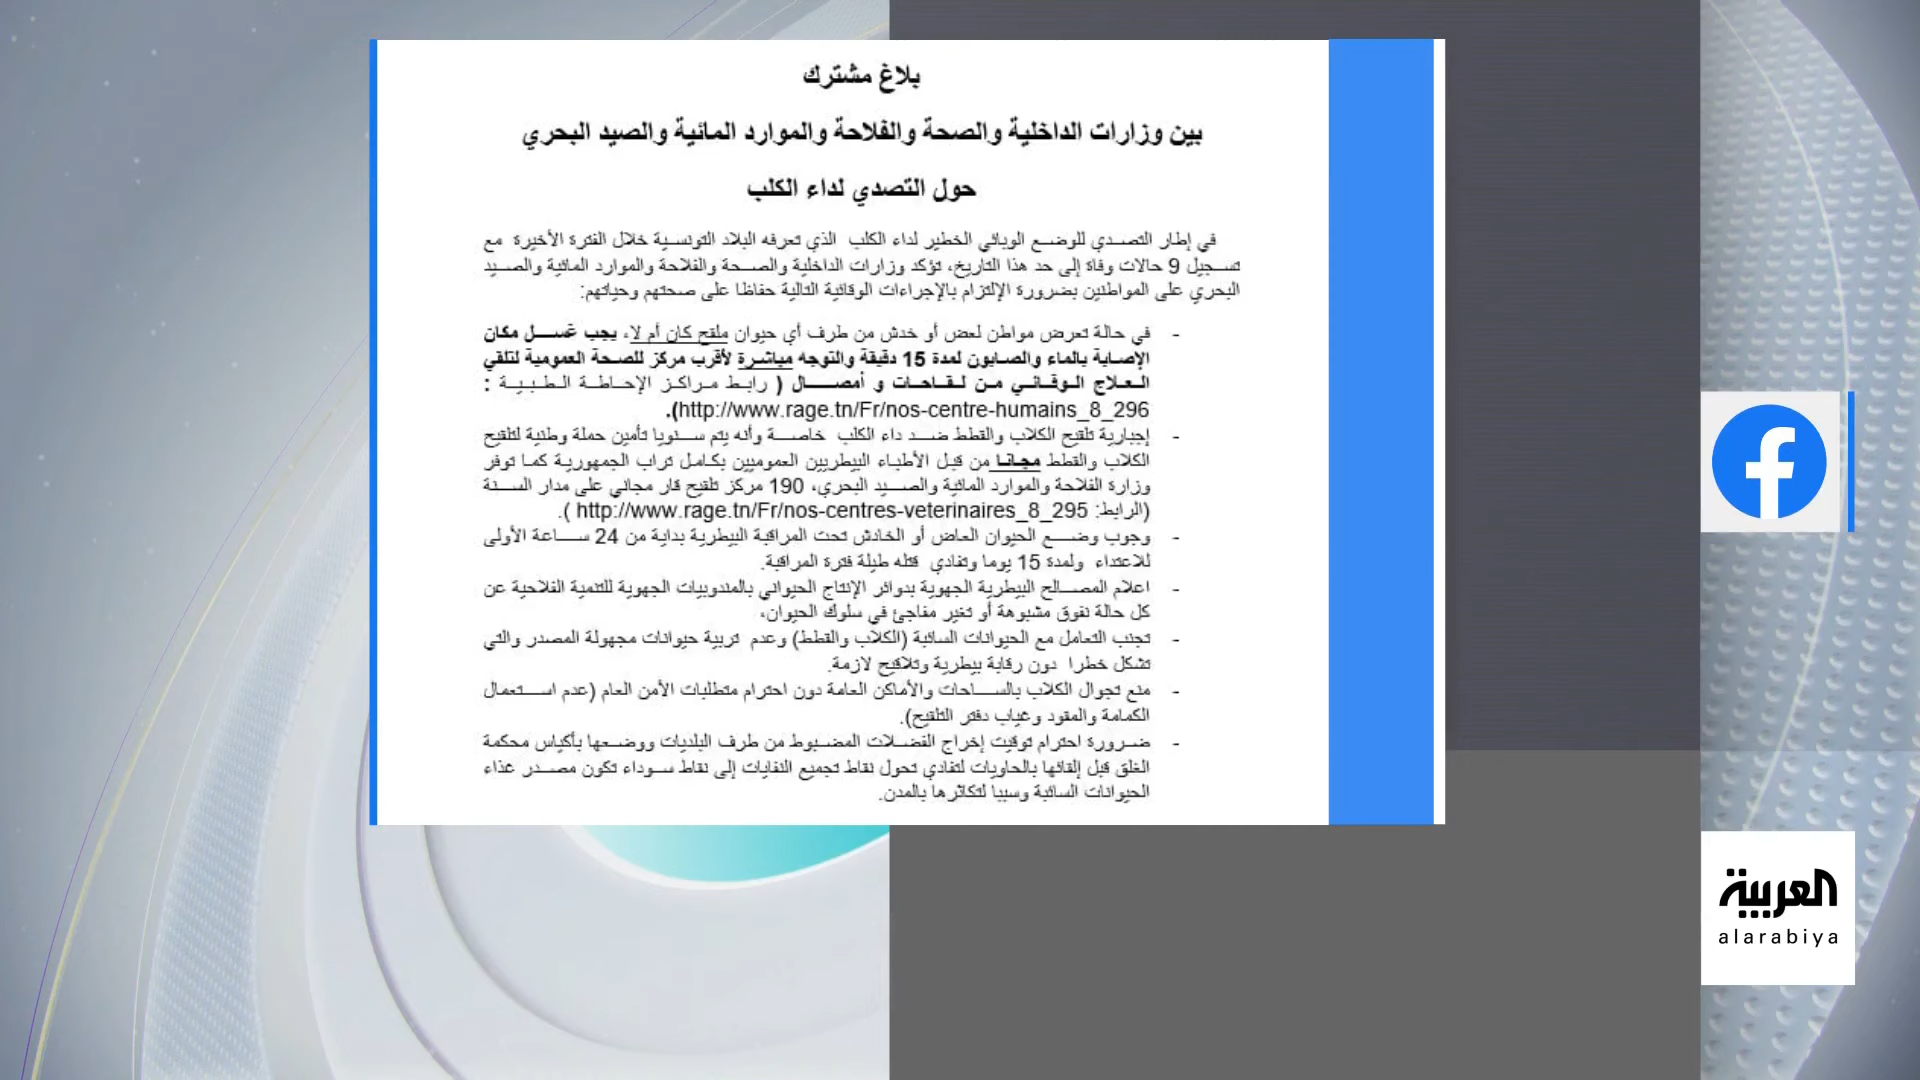 بلاغ مشترك
بين وزارات الداخلية والصحة والفلاحة والموارد المائية والصيد البحري
حول التصدي لداء الكلب
في إطار التصدي للوضع الوبائي الخطير لداء الكلب الذي تعرفه البلاد التونسية خلال الفترة الأخيرة مع
تسجيل 9 حالات وفاة إلى حد هذا التاريخ، تؤكد وزارات الداخلية والصحة والفلاحة والموارد المائية والصيد
البحري على المواطنين بضرورة الإلتزام بالإجراءات الوقائية التالية حفاظا على صحتهم وحياتهم:
- في حالة تعرض مواطن لعض أو خدش من طرف أي حيوان ملقح كان أم لا، يجب غسل مكان
الإصابة بالماء والصابون لمدة 15 دقيقة والتوجه مباشرة لأقرب مركز للصحة العمومية لتلقي
العلاج الوقائي من لقاحات و أمصال ( رابط مراكز الإحاطة الطبية :
http://www.rage.tn/Fr/nos-centre-humains_8_296).
- إجبارية تلقيح الكلاب والقطط ضد داء الكلب خاصة وأنه يتم سنويا تأمين حملة وطنية لتلقيح
الكلاب والقطط مجانا من قبل الأطباء البيطريين العموميين بكامل تراب الجمهورية كما توفر
وزارة الفلاحة والموارد المائية والصيد البحري، 190 مركز تلقيح قار مجاني على مدار السنة
(الرابط: http://www.rage.tn/Fr/nos-centres-veterinaires_8_295 ).
- وجوب وضع الحيوان العاض أو الخادش تحت المراقبة البيطرية بداية من 24 ساعة الأولى
للاعتداء ولمدة 15 يوما وتفادي قتله طيلة فترة المراقبة.
- اعلام المصالح البيطرية الجهوية بدوائر الإنتاج الحيواني بالمندوبيات الجهوية للتنمية الفلاحية عن
كل حالة نفوق مشبوهة أو تغير مفاجئ في سلوك الحيوان،
- تجنب التعامل مع الحيوانات السائبة (الكلاب والقطط) وعدم تربية حيوانات مجهولة المصدر والتي
تشكل خطرا دون رقابة بيطرية وتلاقيح لازمة.
- منع تجوال الكلاب بالساحات والأماكن العامة دون احترام متطلبات الأمن العام (عدم استعمال
الكمامة والمقود وغياب دفتر التلقيح).
- ضرورة احترام توقيت إخراج الفضلات المضبوط من طرف البلديات ووضعها بأكياس محكمة
الغلق قبل إلقائها بالحاويات لتفادي تحول نقاط تجميع النفايات إلى نقاط سوداء تكون مصدر غذاء
الحيوانات السائبة وسببا لتكاثرها بالمدن.
العربية
alarabiya